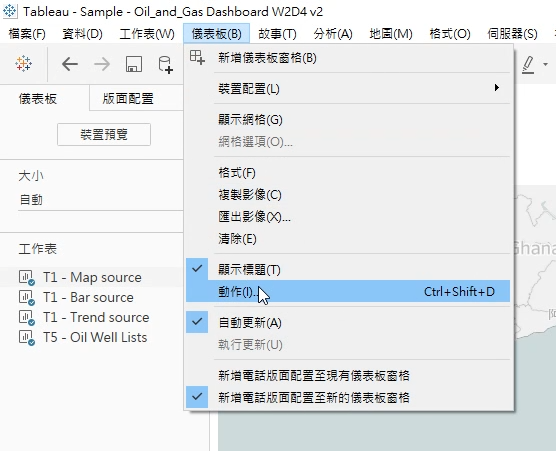 Tableau - Sample - Oil_and_Gas Dashboard W2D4 v2
檔案(F) 資料(D) 工作表(W) 儀表板(B) 故事(T) 分析(A) 地圖(M) 格式(O) 伺服器(S)
新增儀表板窗格(B)
儀表板 版面配置
裝置配置(L)
裝置預覽
顯示網格(G)
網格選項(O)...
大小
自動
格式(F)
複製影像(C)
匯出影像(X)...
清除(E)
工作表
T1 - Map source
T1 - Bar source
T1 - Trend source
T5 - Oil Well Lists
顯示標題(T)
動作(I)... Ctrl+Shift+D
自動更新(A)
執行更新(U)
新增電話版面配置至現有儀表板窗格
新增電話版面配置至新的儀表板窗格
Ghana